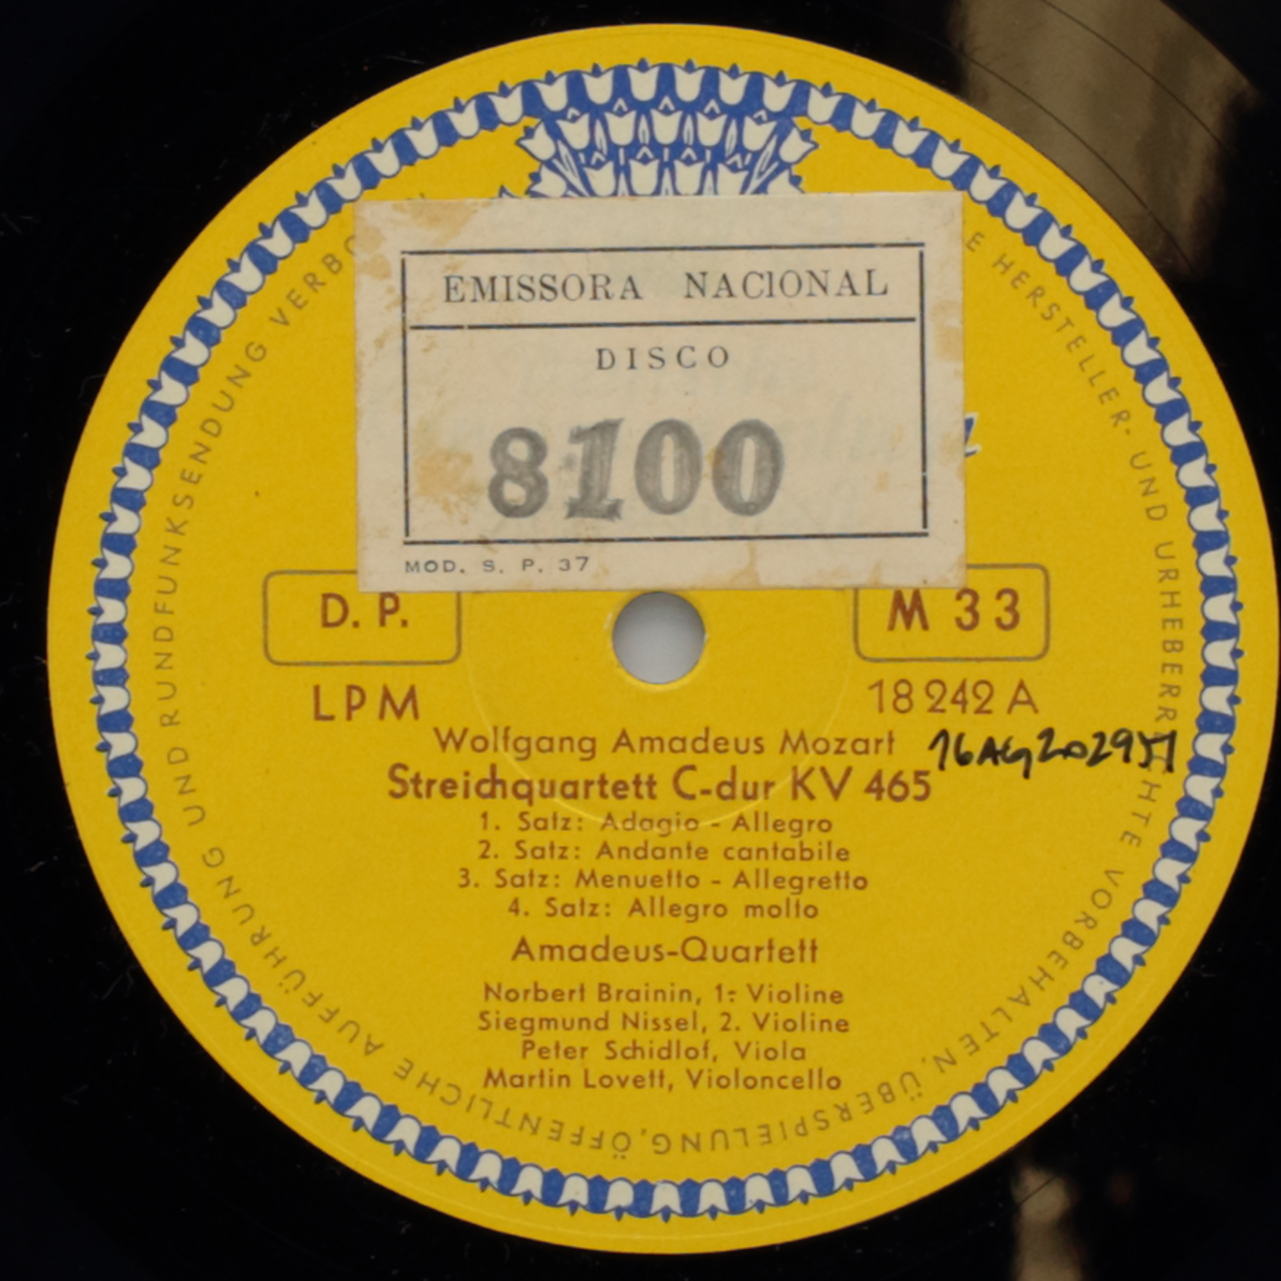 EMISSORA NACIONAL
DISCO
8100
MOD. S. P. 37
D. P.
M 33
LPM
18 242 A
Wolfgang Amadeus Mozart
Streichquartett C-dur KV 465
1. Satz: Adagio - Allegro
2. Satz: Andante cantabile
3. Satz: Menuetto - Allegretto
4. Satz: Allegro molto
Amadeus-Quartett
Norbert Brainin, 1. Violine
Siegmund Nissel, 2. Violine
Peter Schidlof, Viola
Martin Lovett, Violoncello
HERSTELLER- UND URHEBERRECHTE VORBEHALTEN, ÜBERSPIELUNG, ÖFFENTLICHE AUFFÜHRUNG UND RUNDFUNKSENDUNG